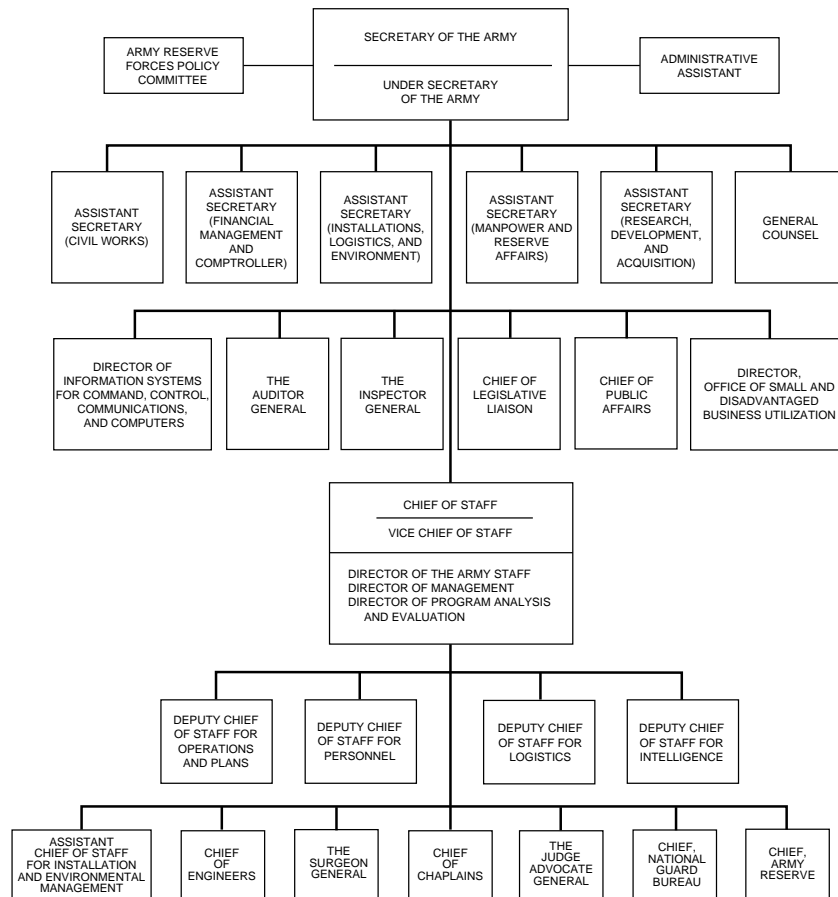 SECRETARY OF THE ARMY
UNDER SECRETARY
OF THE ARMY
ARMY RESERVE
FORCES POLICY
COMMITTEE
ADMINISTRATIVE
ASSISTANT
ASSISTANT
SECRETARY
(CIVIL WORKS)
ASSISTANT
SECRETARY
(FINANCIAL
MANAGEMENT
AND
COMPTROLLER)
ASSISTANT
SECRETARY
(INSTALLATIONS,
LOGISTICS, AND
ENVIRONMENT)
ASSISTANT
SECRETARY
(MANPOWER AND
RESERVE
AFFAIRS)
ASSISTANT
SECRETARY
(RESEARCH,
DEVELOPMENT,
AND
ACQUISITION)
GENERAL
COUNSEL
DIRECTOR OF
INFORMATION SYSTEMS
FOR COMMAND, CONTROL,
COMMUNICATIONS,
AND COMPUTERS
THE
AUDITOR
GENERAL
THE
INSPECTOR
GENERAL
CHIEF OF
LEGISLATIVE
LIAISON
CHIEF OF
PUBLIC
AFFAIRS
DIRECTOR,
OFFICE OF SMALL AND
DISADVANTAGED
BUSINESS UTILIZATION
CHIEF OF STAFF
VICE CHIEF OF STAFF
DIRECTOR OF THE ARMY STAFF
DIRECTOR OF MANAGEMENT
DIRECTOR OF PROGRAM ANALYSIS
AND EVALUATION
DEPUTY CHIEF
OF STAFF FOR
OPERATIONS
AND PLANS
DEPUTY CHIEF
OF STAFF FOR
PERSONNEL
DEPUTY CHIEF
OF STAFF FOR
LOGISTICS
DEPUTY CHIEF
OF STAFF FOR
INTELLIGENCE
ASSISTANT
CHIEF OF STAFF
FOR INSTALLATION
AND ENVIRONMENTAL
MANAGEMENT
CHIEF
OF
ENGINEERS
THE
SURGEON
GENERAL
CHIEF
OF
CHAPLAINS
THE
JUDGE
ADVOCATE
GENERAL
CHIEF,
NATIONAL
GUARD
BUREAU
CHIEF,
ARMY
RESERVE